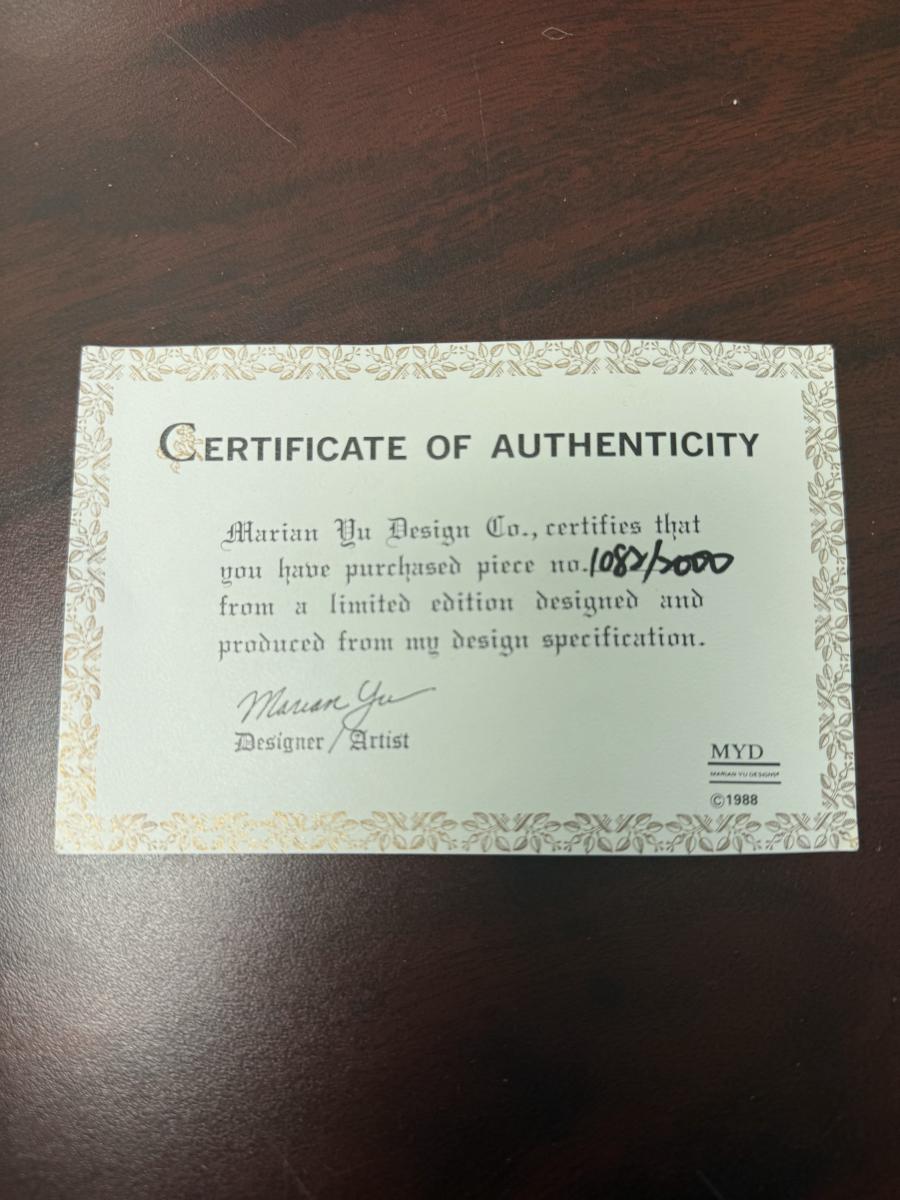 CERTIFICATE OF AUTHENTICITY
Marian Yu Design Co., certifies that
you have purchased piece no. 1082/5000
from a limited edition designed and
produced from my design specification.
Marian Yu
Designer / Artist
MYD
MARIAN YU DESIGNS®
©1988